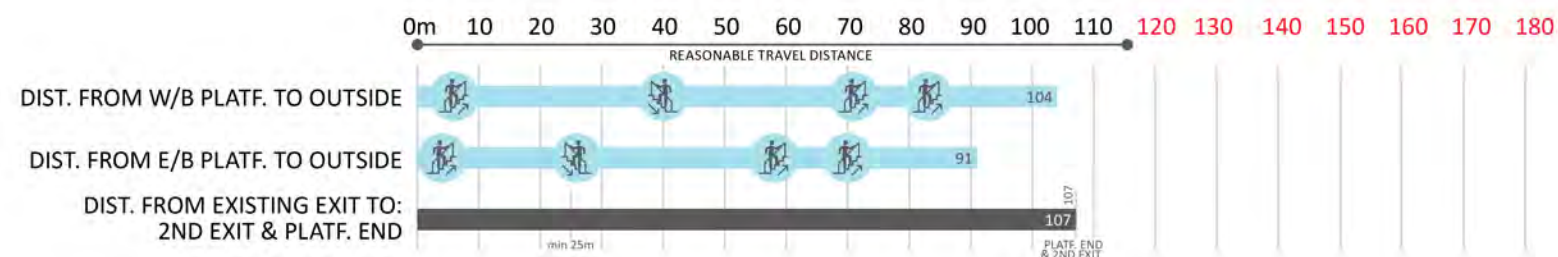 0m 10 20 30 40 50 60 70 80 90 100 110 120 130 140 150 160 170 180
REASONABLE TRAVEL DISTANCE
DIST. FROM W/B PLATF. TO OUTSIDE 104
DIST. FROM E/B PLATF. TO OUTSIDE 91
107
DIST. FROM EXISTING EXIT TO:
2ND EXIT & PLATF. END
107
min 25m
PLATF. END
& 2ND EXIT